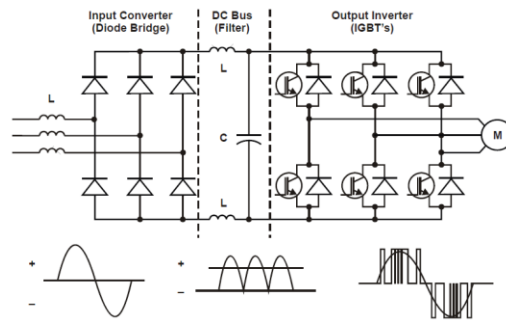 Input Converter
(Diode Bridge)
DC Bus
(Filter)
Output Inverter
(IGBT's)
L
L
C
L
M
+
–
+
–